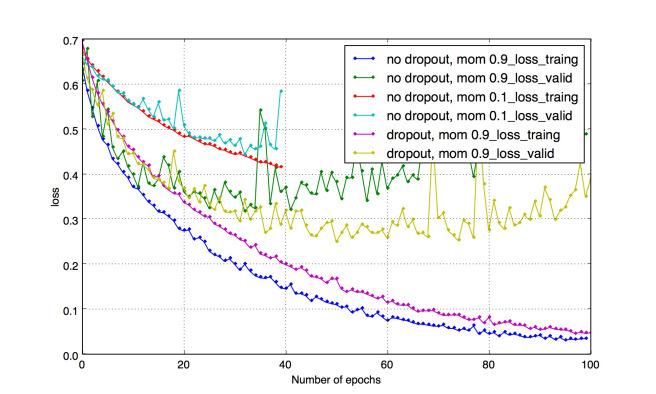 0.7
0.6
0.5
0.4
0.3
0.2
0.1
0.0
loss
no dropout, mom 0.9_loss_traing
no dropout, mom 0.9_loss_valid
no dropout, mom 0.1_loss_traing
no dropout, mom 0.1_loss_valid
dropout, mom 0.9_loss_traing
dropout, mom 0.9_loss_valid
0 20 40 60 80 100
Number of epochs